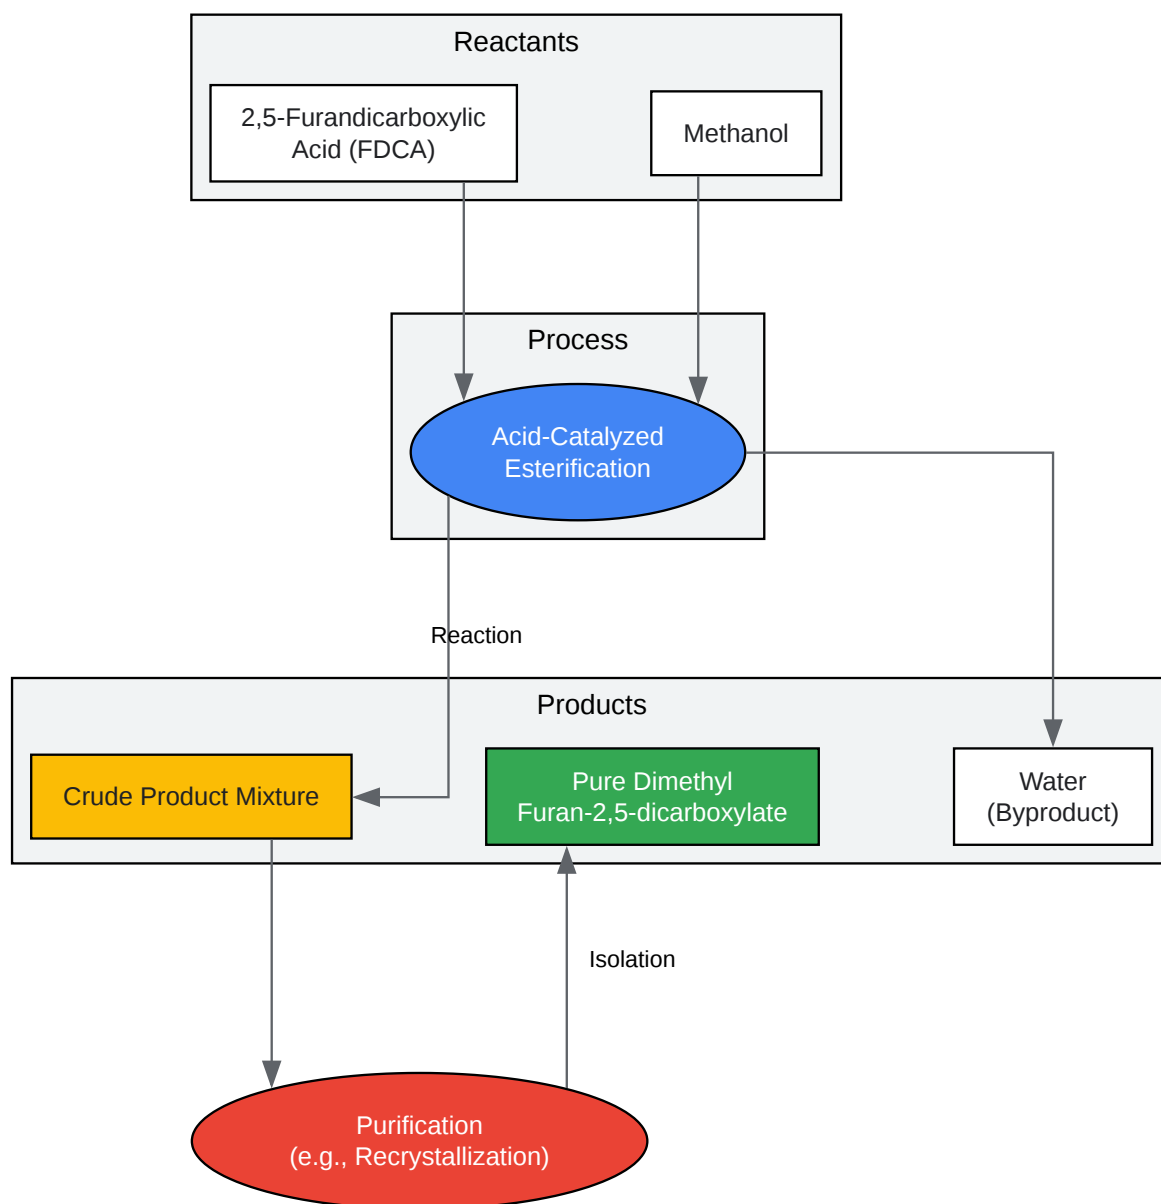 Reactants
2,5-Furandicarboxylic
Acid (FDCA)
Methanol
Process
Acid-Catalyzed
Esterification
Reaction
Products
Crude Product Mixture
Pure Dimethyl
Furan-2,5-dicarboxylate
Water
(Byproduct)
Isolation
Purification
(e.g., Recrystallization)